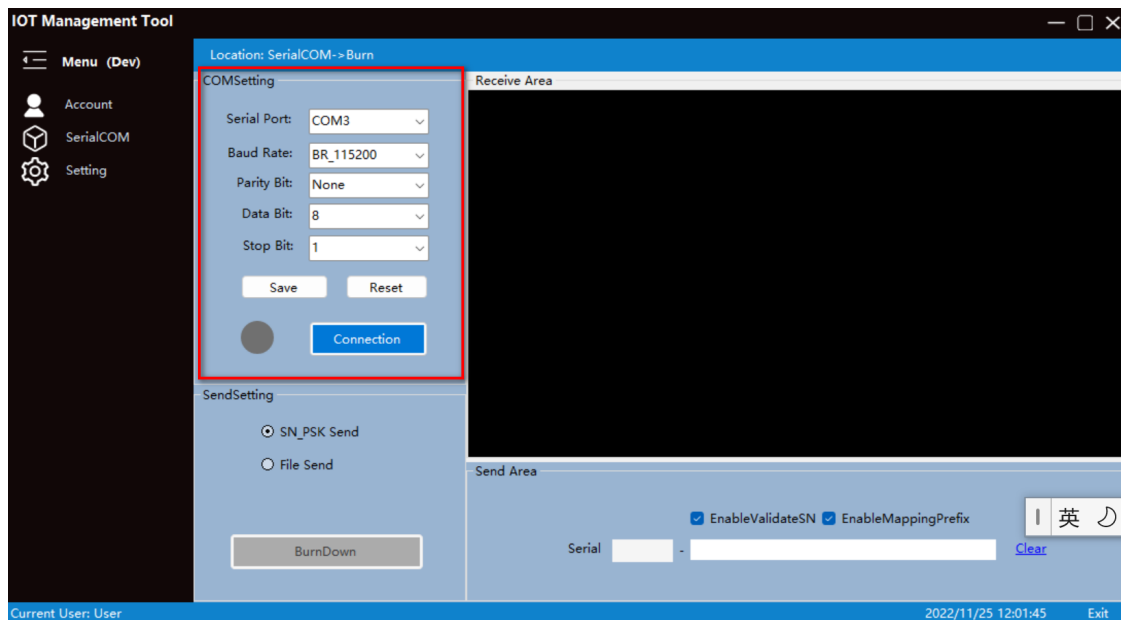 IOT Management Tool
Menu (Dev)
Account
SerialCOM
Setting
Location: SerialCOM->Burn
COMSetting
Serial Port: COM3
Baud Rate: BR_115200
Parity Bit: None
Data Bit: 8
Stop Bit: 1
Save Reset
Connection
SendSetting
SN_PSK Send
File Send
BurnDown
Receive Area
Send Area
EnableValidateSN EnableMappingPrefix
Serial - Clear
英
Current User: User 2022/11/25 12:01:45 Exit